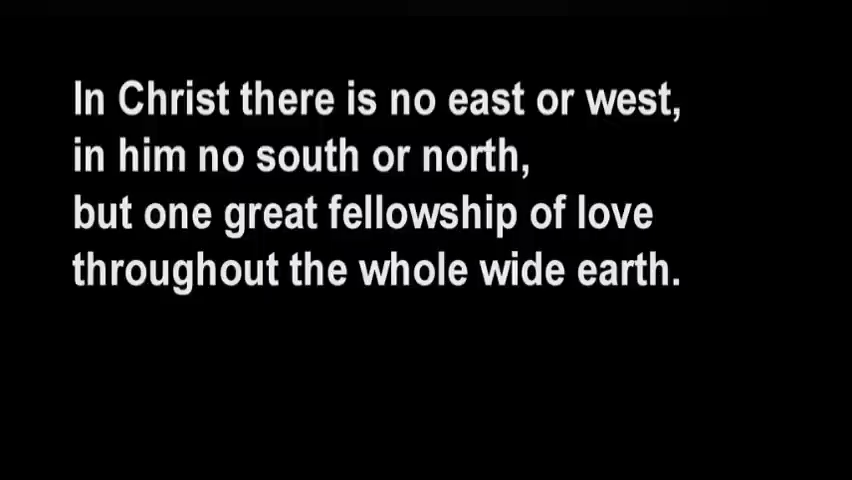 In Christ there is no east or west,
in him no south or north,
but one great fellowship of love
throughout the whole wide earth.